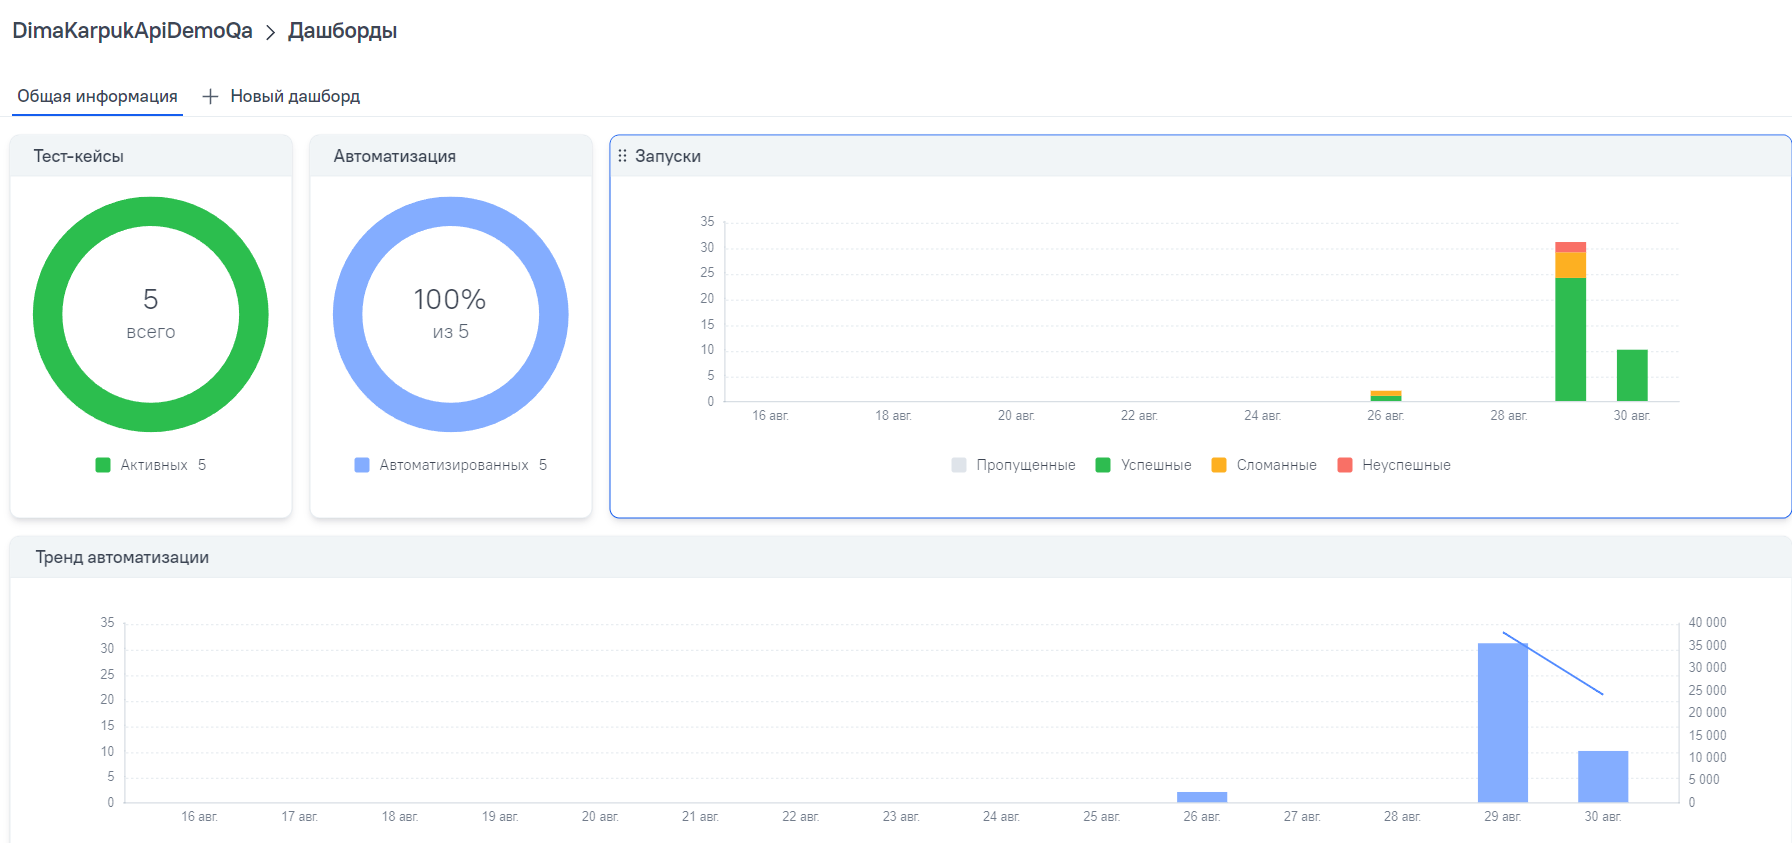 DimaKarpukApiDemoQa > Дашборды
Общая информация + Новый дашборд
Тест-кейсы
5
всего
Активных 5
Автоматизация
100%
из 5
Автоматизированных 5
Запуски
35
30
25
20
15
10
5
0
16 авг. 18 авг. 20 авг. 22 авг. 24 авг. 26 авг. 28 авг. 30 авг.
Пропущенные Успешные Сломанные Неуспешные
Тренд автоматизации
35
30
25
20
15
10
5
0
40 000
35 000
30 000
25 000
20 000
15 000
10 000
5 000
0
16 авг. 17 авг. 18 авг. 19 авг. 20 авг. 21 авг. 22 авг. 23 авг. 24 авг. 25 авг. 26 авг. 27 авг. 28 авг. 29 авг. 30 авг.